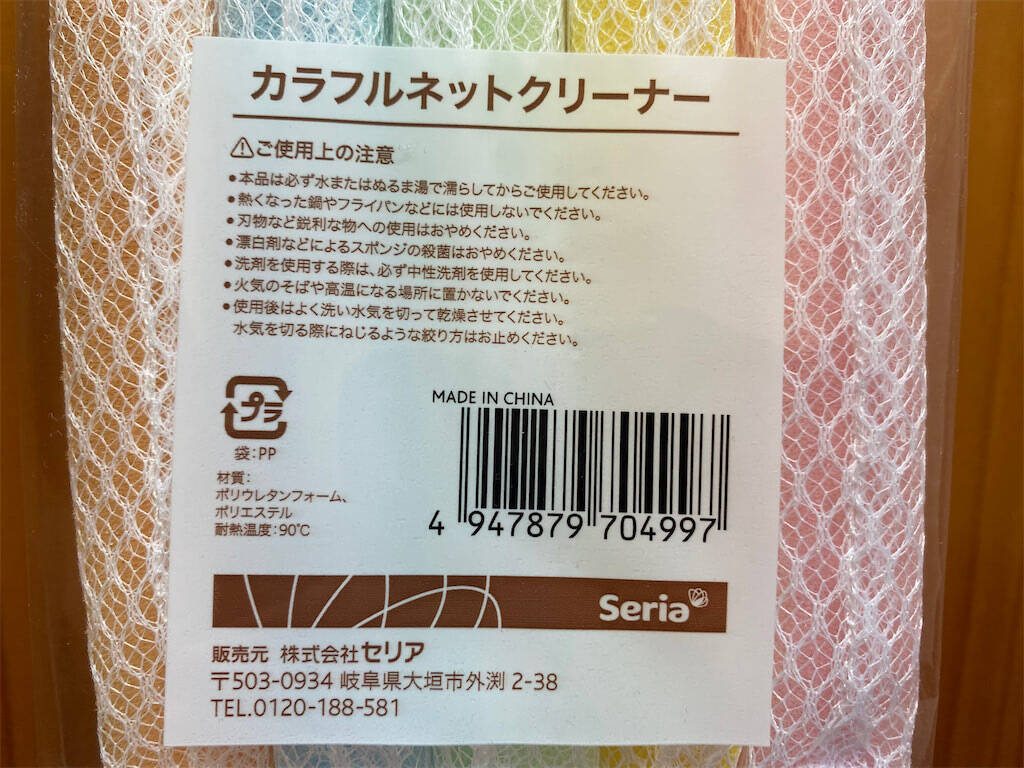 カラフルネットクリーナー
⚠ご使用上の注意
•本品は必ず水またはぬるま湯で濡らしてからご使用してください。
•熱くなった鍋やフライパンなどには使用しないでください。
•刃物など鋭利な物への使用はおやめください。
•漂白剤などによるスポンジの殺菌はおやめください。
•洗剤を使用する際は、必ず中性洗剤を使用してください。
•火気のそばや高温になる場所に置かないでください。
•使用後はよく洗い水気を切って乾燥させてください。
水気を切る際にねじるような絞り方はお止めください。
プラ
袋:PP
材質:
ポリウレタンフォーム、
ポリエステル
耐熱温度:90℃
MADE IN CHINA
4 947879 704997
Seria
販売元 株式会社セリア
〒503-0934 岐阜県大垣市外渕 2-38
TEL.0120-188-581